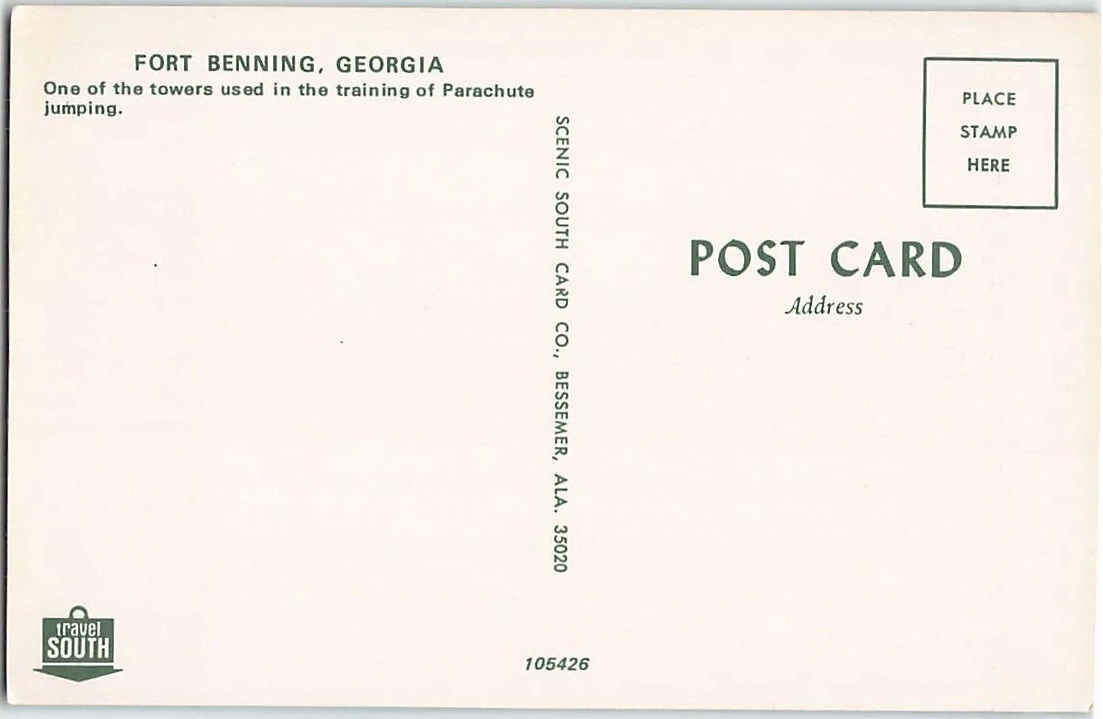 FORT BENNING, GEORGIA
One of the towers used in the training of Parachute
jumping.
SCENIC SOUTH CARD CO., BESSEMER, ALA. 35020
PLACE
STAMP
HERE
POST CARD
Address
travel
SOUTH
105426